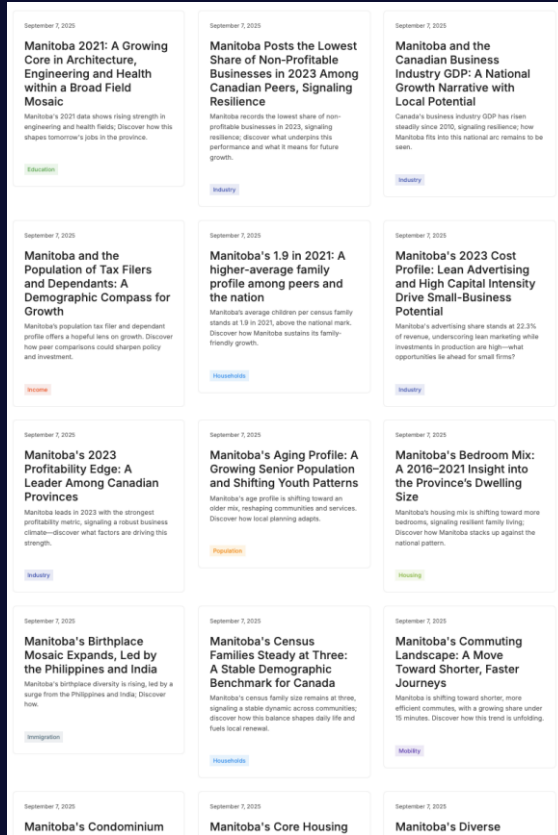 September 7, 2025
Manitoba 2021: A Growing
Core in Architecture,
Engineering and Health
within a Broad Field
Mosaic
Manitoba's 2021 data shows rising strength in
engineering and health fields; Discover how this
shapes tomorrow's jobs in the province.
Education
September 7, 2025
Manitoba Posts the Lowest
Share of Non-Profitable
Businesses in 2023 Among
Canadian Peers, Signaling
Resilience
Manitoba records the lowest share of non-
profitable businesses in 2023, signaling
resilience; discover what underpins this
performance and what it means for future
growth.
Industry
September 7, 2025
Manitoba and the
Canadian Business
Industry GDP: A National
Growth Narrative with
Local Potential
Canada's business industry GDP has risen
steadily since 2010, signaling resilience; how
Manitoba fits into this national arc remains to be
seen.
Industry
September 7, 2025
Manitoba and the
Population of Tax Filers
and Dependants: A
Demographic Compass for
Growth
Manitoba's population tax filer and dependant
profile offers a hopeful lens on growth. Discover
how peer comparisons could sharpen policy
and investment.
Income
September 7, 2025
Manitoba's 1.9 in 2021: A
higher-average family
profile among peers and
the nation
Manitoba's average children per census family
stands at 1.9 in 2021, above the national mark.
Discover how Manitoba sustains its family-
friendly growth.
Households
September 7, 2025
Manitoba's 2023 Cost
Profile: Lean Advertising
and High Capital Intensity
Drive Small-Business
Potential
Manitoba's advertising share stands at 22.3%
of revenue, underscoring lean marketing while
investments in production are high—what
opportunities lie ahead for small firms?
Industry
September 7, 2025
Manitoba's 2023
Profitability Edge: A
Leader Among Canadian
Provinces
Manitoba leads in 2023 with the strongest
profitability metric, signaling a robust business
climate—discover what factors are driving this
strength.
Industry
September 7, 2025
Manitoba's Aging Profile: A
Growing Senior Population
and Shifting Youth Patterns
Manitoba's age profile is shifting toward an
older mix, reshaping communities and services.
Discover how local planning adapts.
Population
September 7, 2025
Manitoba's Bedroom Mix:
A 2016–2021 Insight into
the Province's Dwelling
Size
Manitoba's housing mix is shifting toward more
bedrooms, signaling resilient family living;
Discover how Manitoba stacks up against the
national pattern.
Housing
September 7, 2025
Manitoba's Birthplace
Mosaic Expands, Led by
the Philippines and India
Manitoba's birthplace diversity is rising, led by a
surge from the Philippines and India; Discover
how.
Immigration
September 7, 2025
Manitoba's Census
Families Steady at Three:
A Stable Demographic
Benchmark for Canada
Manitoba's census family size remains at three,
signaling a stable dynamic across communities;
discover how this balance shapes daily life and
fuels local renewal.
Households
September 7, 2025
Manitoba's Commuting
Landscape: A Move
Toward Shorter, Faster
Journeys
Manitoba is shifting toward shorter, more
efficient commutes, with a growing share under
15 minutes. Discover how this trend is unfolding.
Mobility
September 7, 2025
Manitoba's Condominium
September 7, 2025
Manitoba's Core Housing
September 7, 2025
Manitoba's Diverse